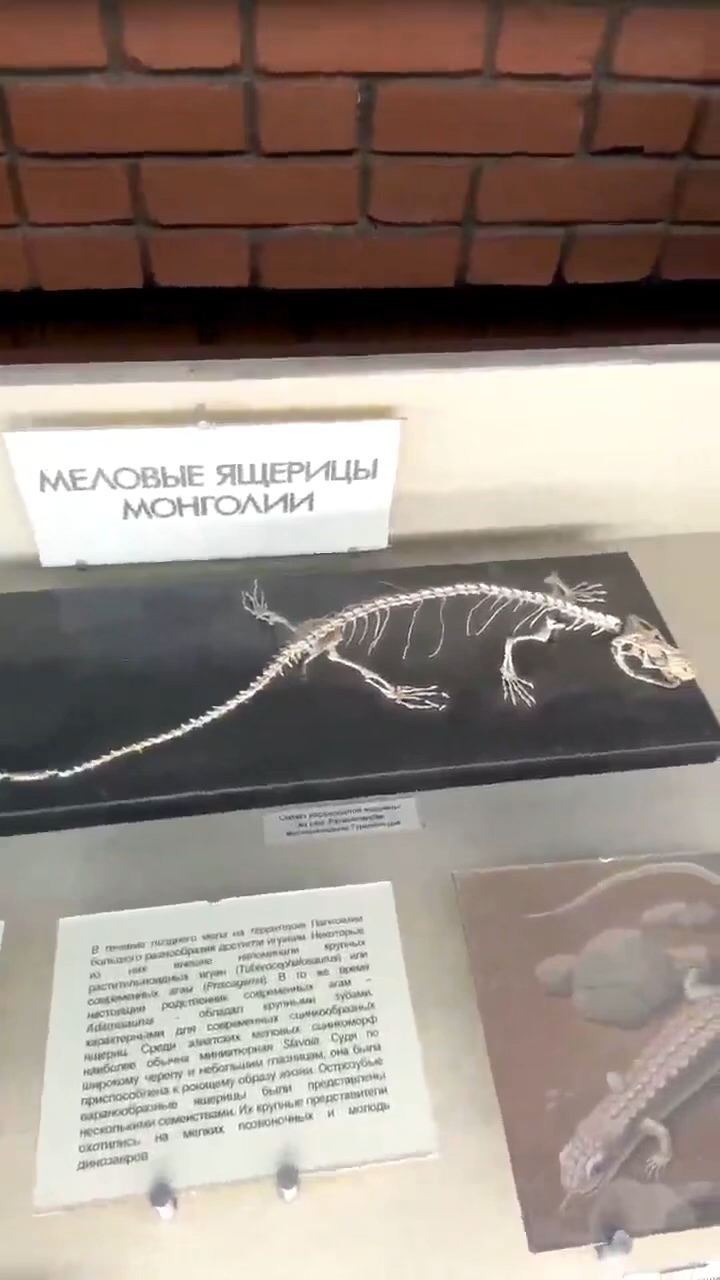 МЕЛОВЫЕ ЯЩЕРИЦЫ
МОНГОЛИИ
В течение позднего мела на территории
большого разнообразия достигли игуаны. Некоторые
из них внешне напоминали крупных
растительноядных игуан (Tuberocephalosaurus) или
современных агам (Priscagama). В то же время
настоящий родственник современных агам –
Adamisaurus – обладал крупными зубами,
характерными для современных сцинкообразных
ящериц. Среди азиатских меловых сцинкоморф
наиболее обычна миниатюрная Slavoia. Судя по
широкому черепу и небольшим глазницам, она была
приспособлена к роющему образу жизни. Острозубые
варанообразные ящерицы были представлены
несколькими семействами. Их крупные представители
охотились на мелких позвоночных и молодь
динозавров